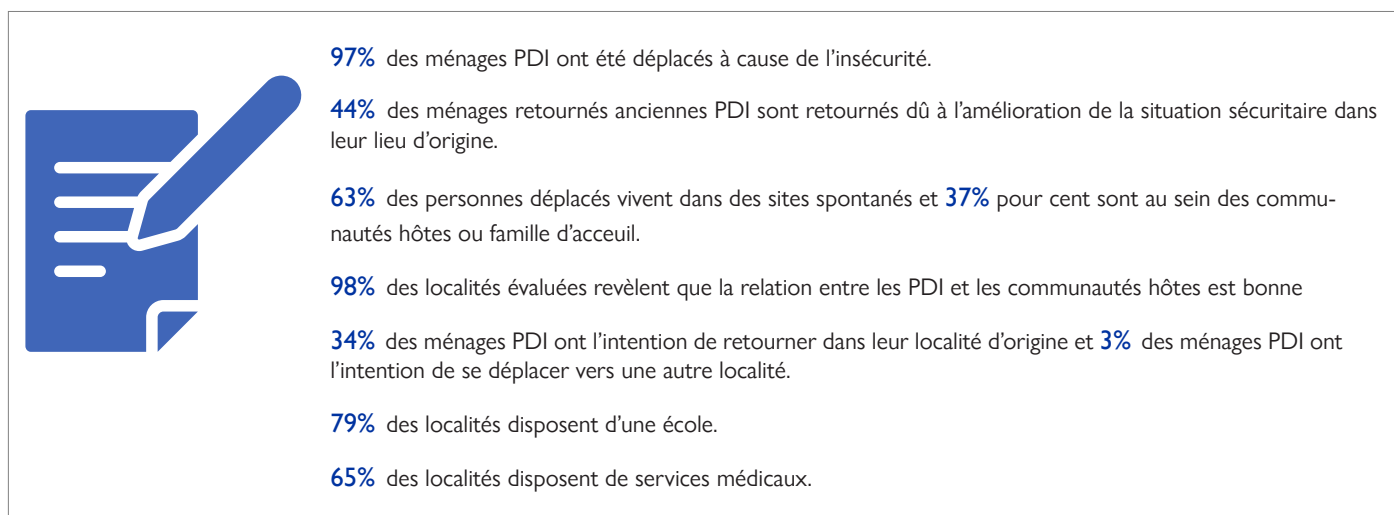 97% des ménages PDI ont été déplacés à cause de l'insécurité.
44% des ménages retournés anciennes PDI sont retournés dû à l'amélioration de la situation sécuritaire dans
leur lieu d'origine.
63% des personnes déplacés vivent dans des sites spontanés et 37% pour cent sont au sein des commu-
nautés hôtes ou famille d'acceuil.
98% des localités évaluées revèlent que la relation entre les PDI et les communautés hôtes est bonne
34% des ménages PDI ont l'intention de retourner dans leur localité d'origine et 3% des ménages PDI ont
l'intention de se déplacer vers une autre localité.
79% des localités disposent d'une école.
65% des localités disposent de services médicaux.